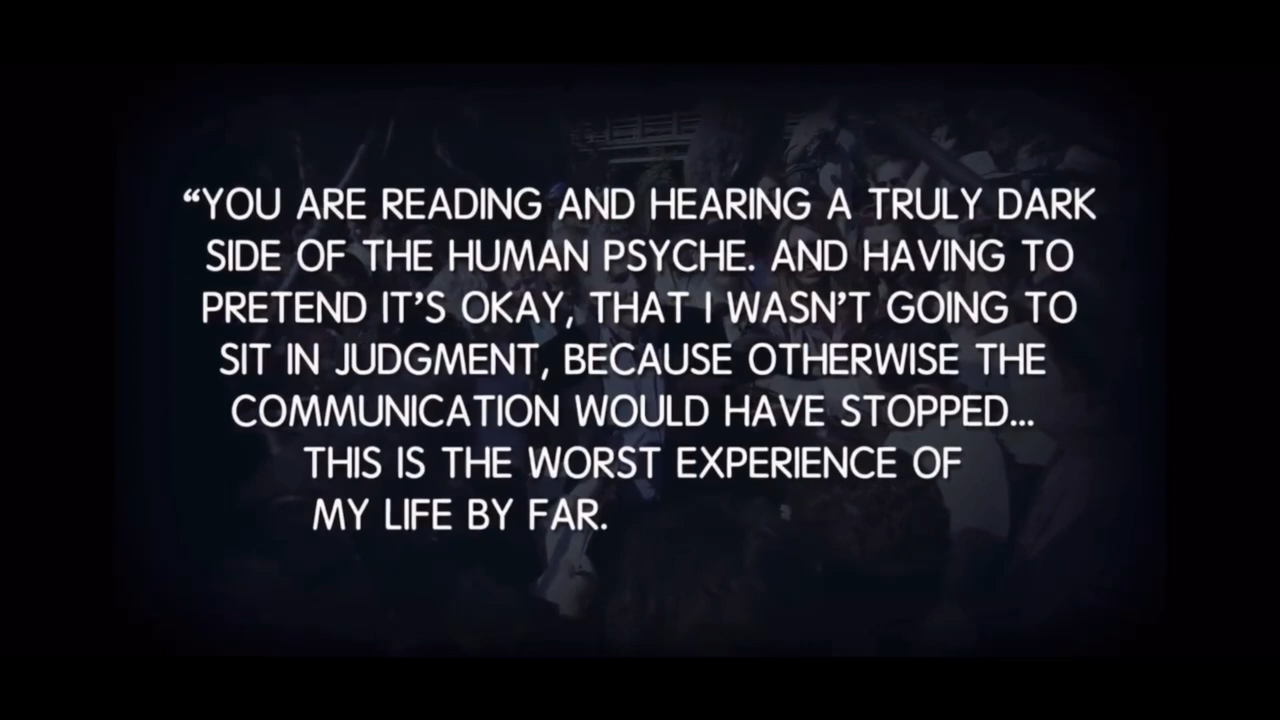 “YOU ARE READING AND HEARING A TRULY DARK
SIDE OF THE HUMAN PSYCHE. AND HAVING TO
PRETEND IT’S OKAY, THAT I WASN’T GOING TO
SIT IN JUDGMENT, BECAUSE OTHERWISE THE
COMMUNICATION WOULD HAVE STOPPED...
THIS IS THE WORST EXPERIENCE OF
MY LIFE BY FAR.